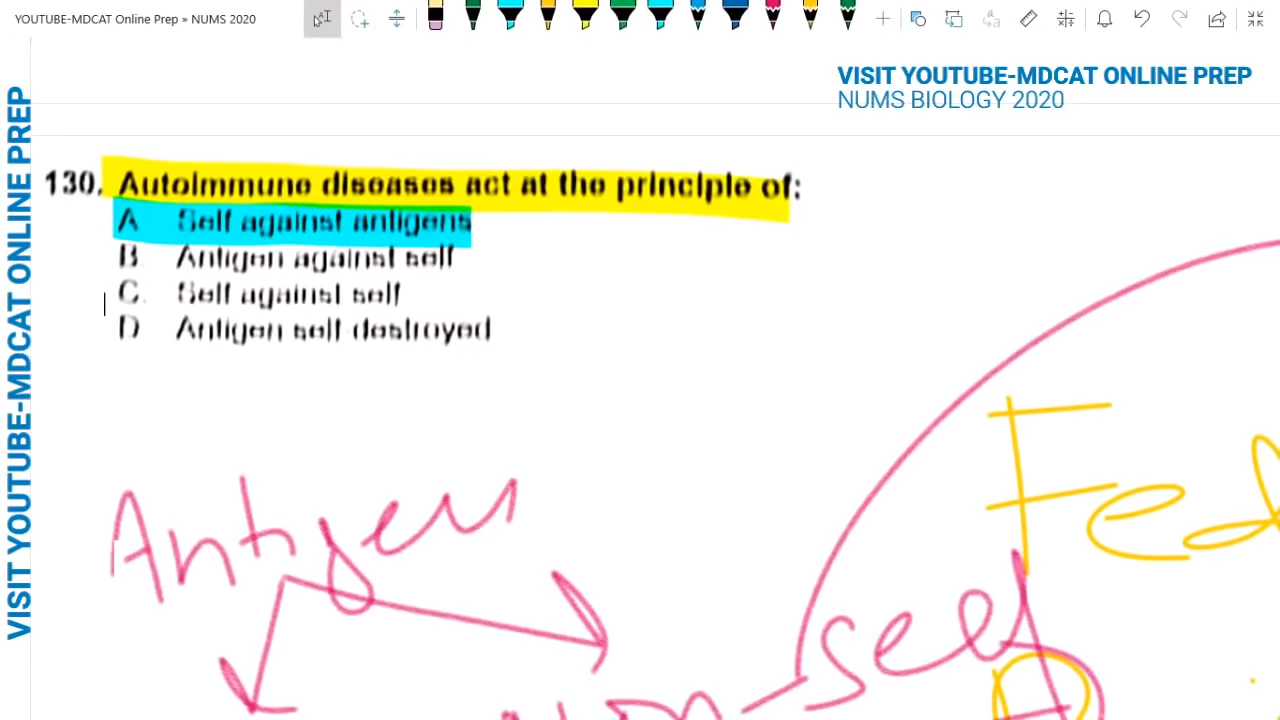 YOUTUBE-MDCAT Online Prep » NUMS 2020
VISIT YOUTUBE-MDCAT ONLINE PREP
NUMS BIOLOGY 2020
VISIT YOUTUBE-MDCAT ONLINE PREP
130. Autoimmune diseases act at the principle of:
A Self against antigens
B. Antigen against self
C. Self against self
D Antigen self destroyed
Antigen
self